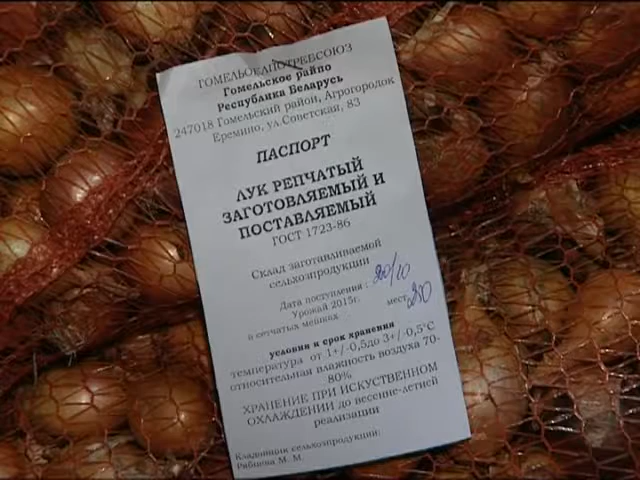 ГОМЕЛЬОБЛПОТРЕБСОЮЗ
Гомельское райпо
Республика Беларусь
247018 Гомельский район, Агрогородок
Еремино, ул.Советская, 83
ПАСПОРТ
ЛУК РЕПЧАТЫЙ
ЗАГОТОВЛЯЕМЫЙ И
ПОСТАВЛЯЕМЫЙ
ГОСТ 1723-86
Склад заготавливаемой
сельхозпродукции
Дата поступления : 20/10
Урожай 2015г. мест
в сетчатых мешках
условия и срок хранения
температура от 1+/-0,5до 3+/-0,5°С
относительная влажность воздуха 70-
80%
ХРАНЕНИЕ ПРИ ИСКУСТВЕННОМ
ОХЛАЖДЕНИИ до весенне-летней
реализации
Кладовщик сельхозпродукции:
Рябцева М. М.